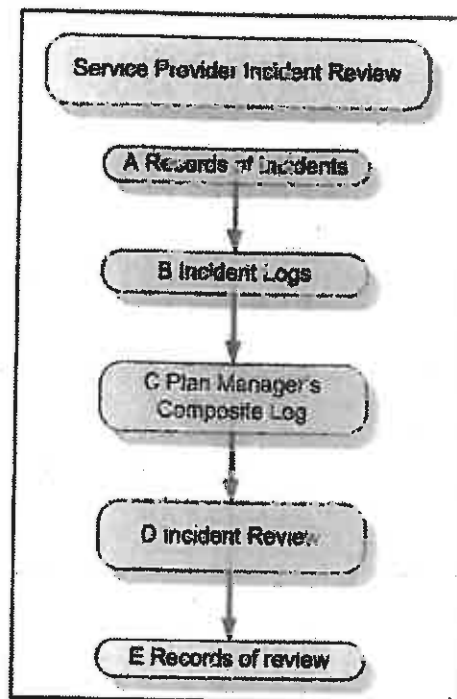 Service Provider Incident Review
A Records of Incidents
B Incident Logs
C Plan Manager's
Composite Log
D Incident Review
E Records of review